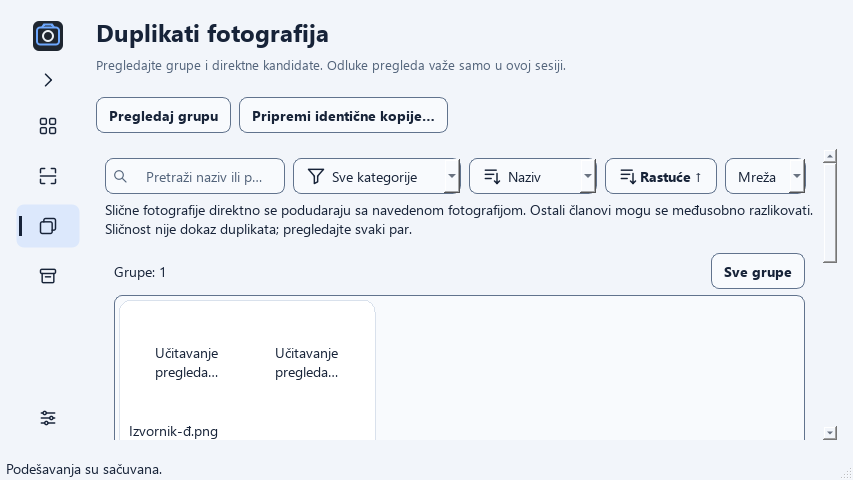 Duplikati fotografija
Pregledajte grupe i direktne kandidate. Odluke pregleda važe samo u ovoj sesiji.
Pregledaj grupu
Pripremi identične kopije...
Pretraži naziv ili p...
Sve kategorije
Naziv
Rastuće ↑
Mreža
Slične fotografije direktno se podudaraju sa navedenom fotografijom. Ostali članovi mogu se međusobno razlikovati.
Sličnost nije dokaz duplikata; pregledajte svaki par.
Grupe: 1
Sve grupe
Učitavanje
pregleda...
Učitavanje
pregleda...
Izvornik-đ.png
Podešavanja su sačuvana.